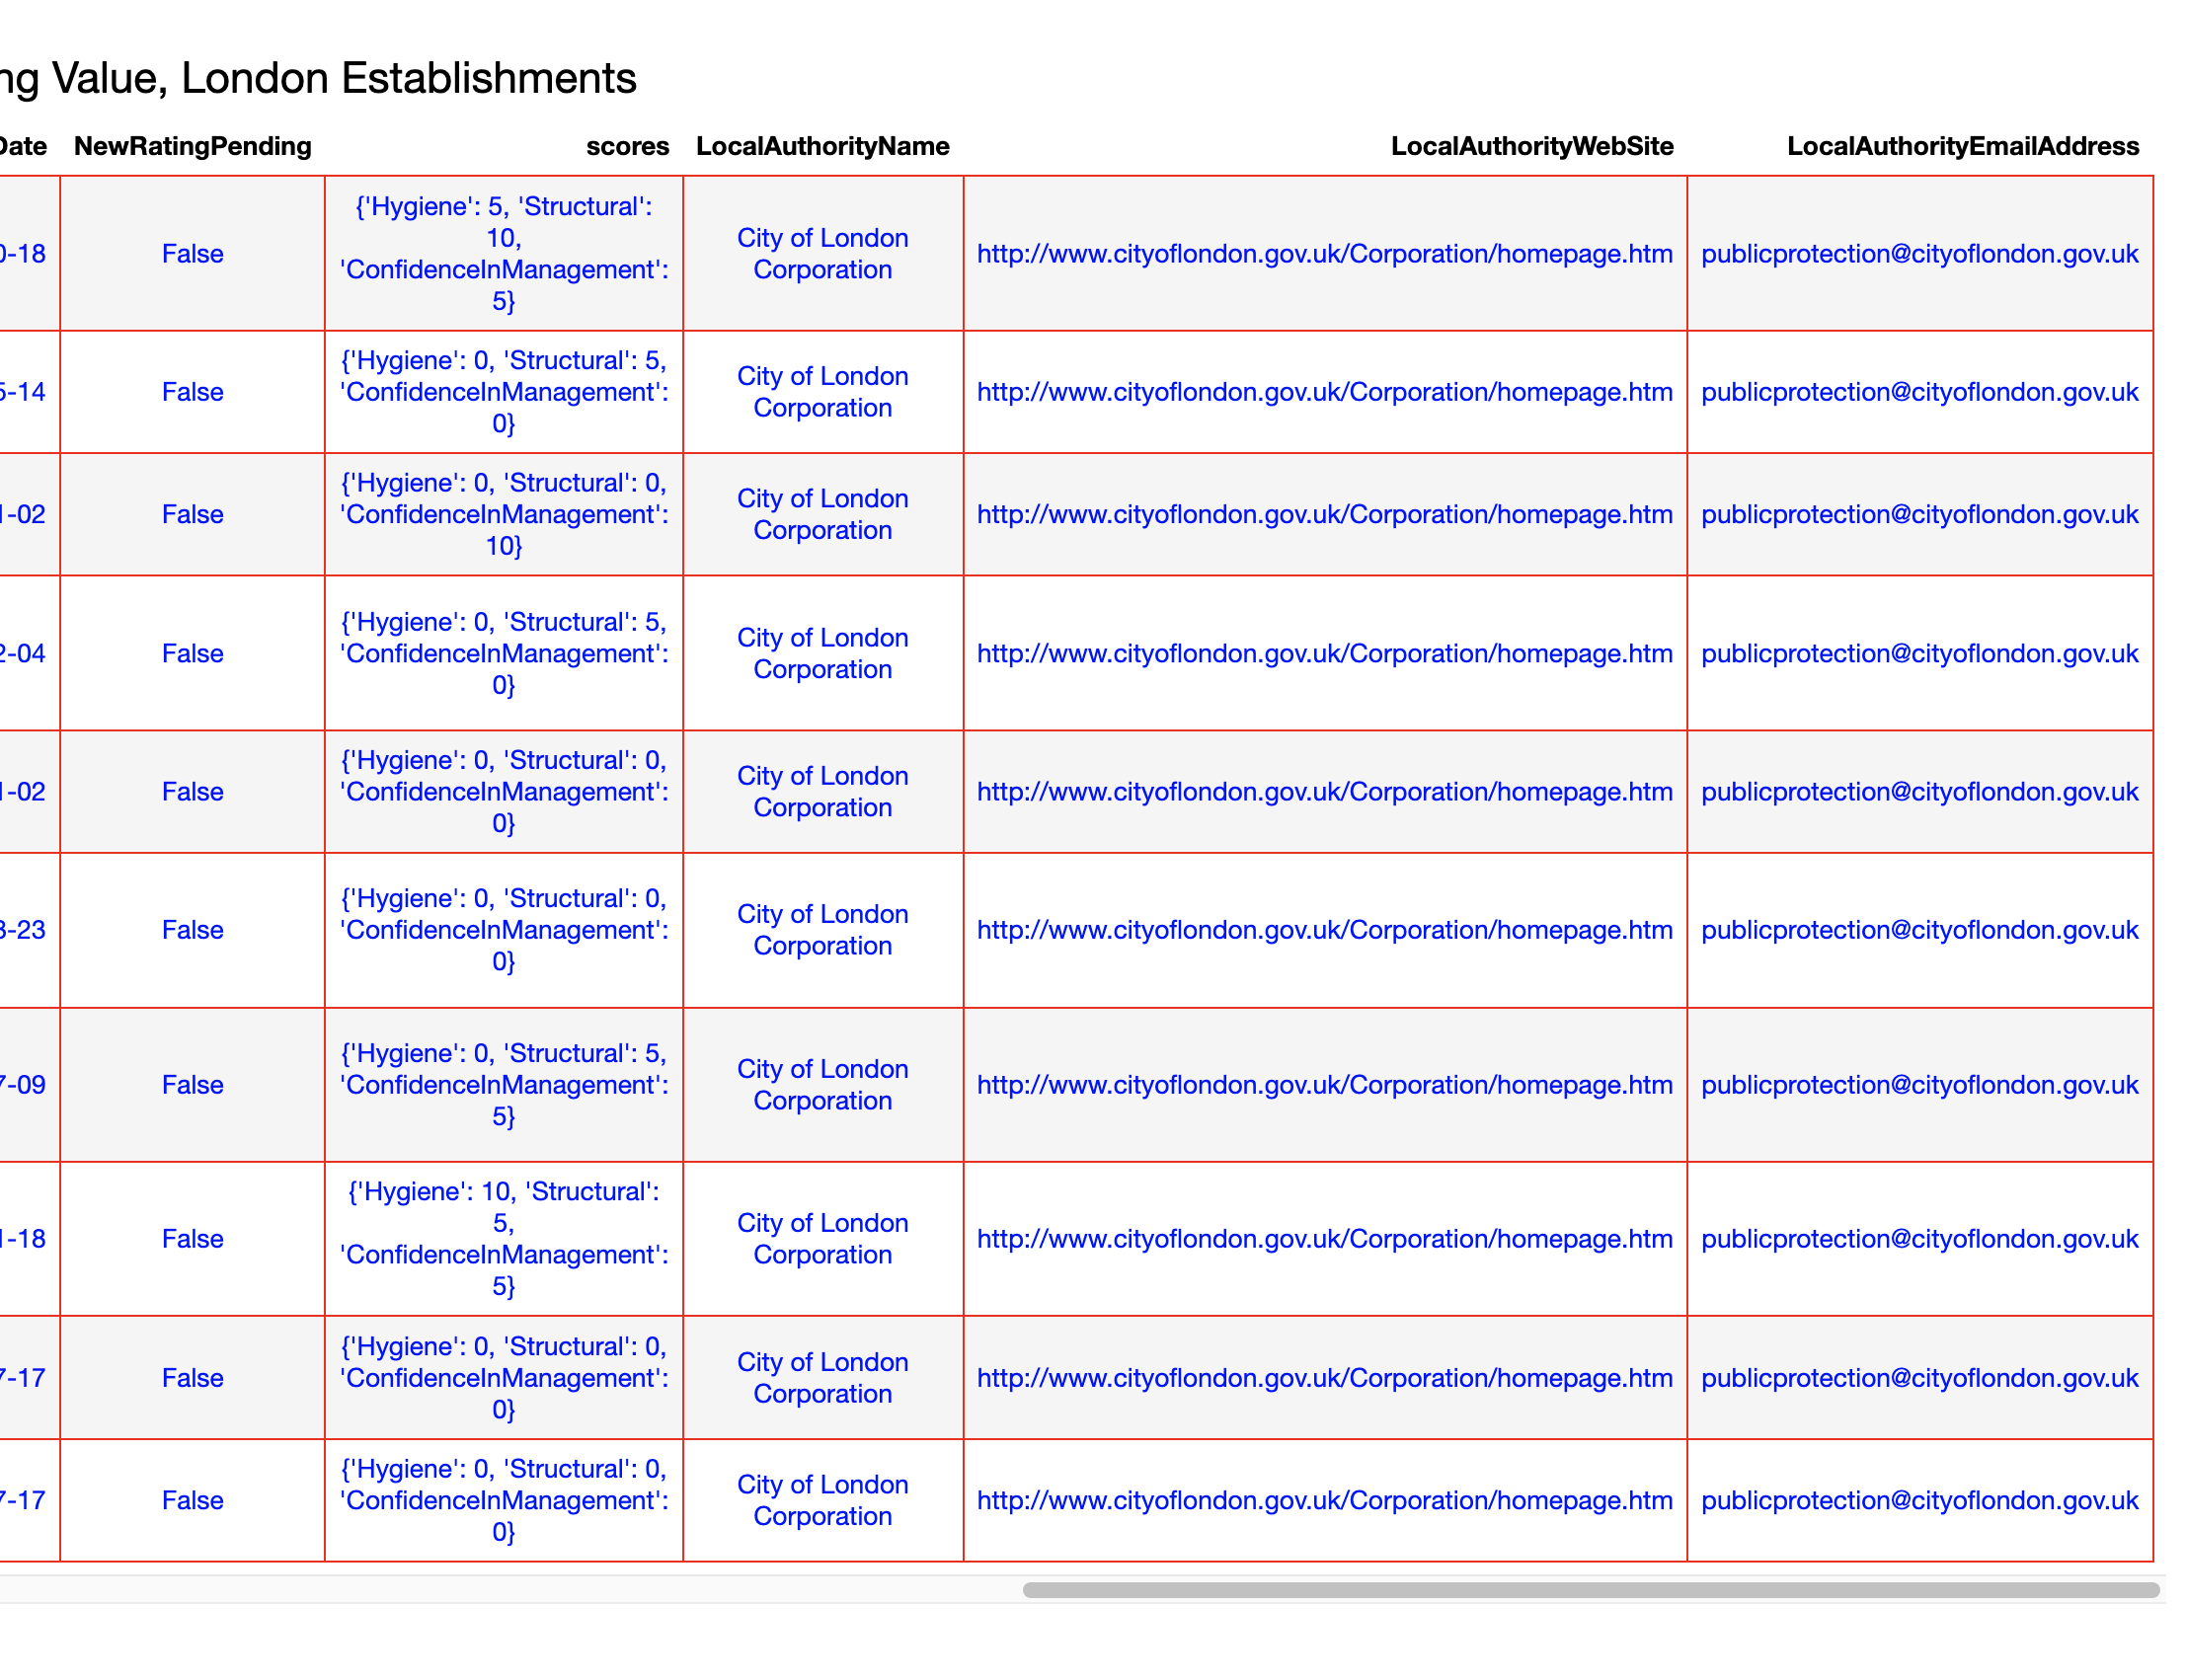 ng Value, London Establishments
Date NewRatingPending scores LocalAuthorityName LocalAuthorityWebSite LocalAuthorityEmailAddress
{'Hygiene': 5, 'Structural':
10,
'ConfidenceInManagement':
5}
0-18 False City of London
Corporation http://www.cityoflondon.gov.uk/Corporation/homepage.htm publicprotection@cityoflondon.gov.uk
{'Hygiene': 0, 'Structural': 5,
'ConfidenceInManagement':
0}
5-14 False City of London
Corporation http://www.cityoflondon.gov.uk/Corporation/homepage.htm publicprotection@cityoflondon.gov.uk
{'Hygiene': 0, 'Structural': 0,
'ConfidenceInManagement':
10}
1-02 False City of London
Corporation http://www.cityoflondon.gov.uk/Corporation/homepage.htm publicprotection@cityoflondon.gov.uk
{'Hygiene': 0, 'Structural': 5,
'ConfidenceInManagement':
0}
2-04 False City of London
Corporation http://www.cityoflondon.gov.uk/Corporation/homepage.htm publicprotection@cityoflondon.gov.uk
{'Hygiene': 0, 'Structural': 0,
'ConfidenceInManagement':
0}
1-02 False City of London
Corporation http://www.cityoflondon.gov.uk/Corporation/homepage.htm publicprotection@cityoflondon.gov.uk
{'Hygiene': 0, 'Structural': 0,
'ConfidenceInManagement':
0}
3-23 False City of London
Corporation http://www.cityoflondon.gov.uk/Corporation/homepage.htm publicprotection@cityoflondon.gov.uk
{'Hygiene': 0, 'Structural': 5,
'ConfidenceInManagement':
5}
7-09 False City of London
Corporation http://www.cityoflondon.gov.uk/Corporation/homepage.htm publicprotection@cityoflondon.gov.uk
{'Hygiene': 10, 'Structural':
5,
'ConfidenceInManagement':
5}
1-18 False City of London
Corporation http://www.cityoflondon.gov.uk/Corporation/homepage.htm publicprotection@cityoflondon.gov.uk
{'Hygiene': 0, 'Structural': 0,
'ConfidenceInManagement':
0}
7-17 False City of London
Corporation http://www.cityoflondon.gov.uk/Corporation/homepage.htm publicprotection@cityoflondon.gov.uk
{'Hygiene': 0, 'Structural': 0,
'ConfidenceInManagement':
0}
7-17 False City of London
Corporation http://www.cityoflondon.gov.uk/Corporation/homepage.htm publicprotection@cityoflondon.gov.uk